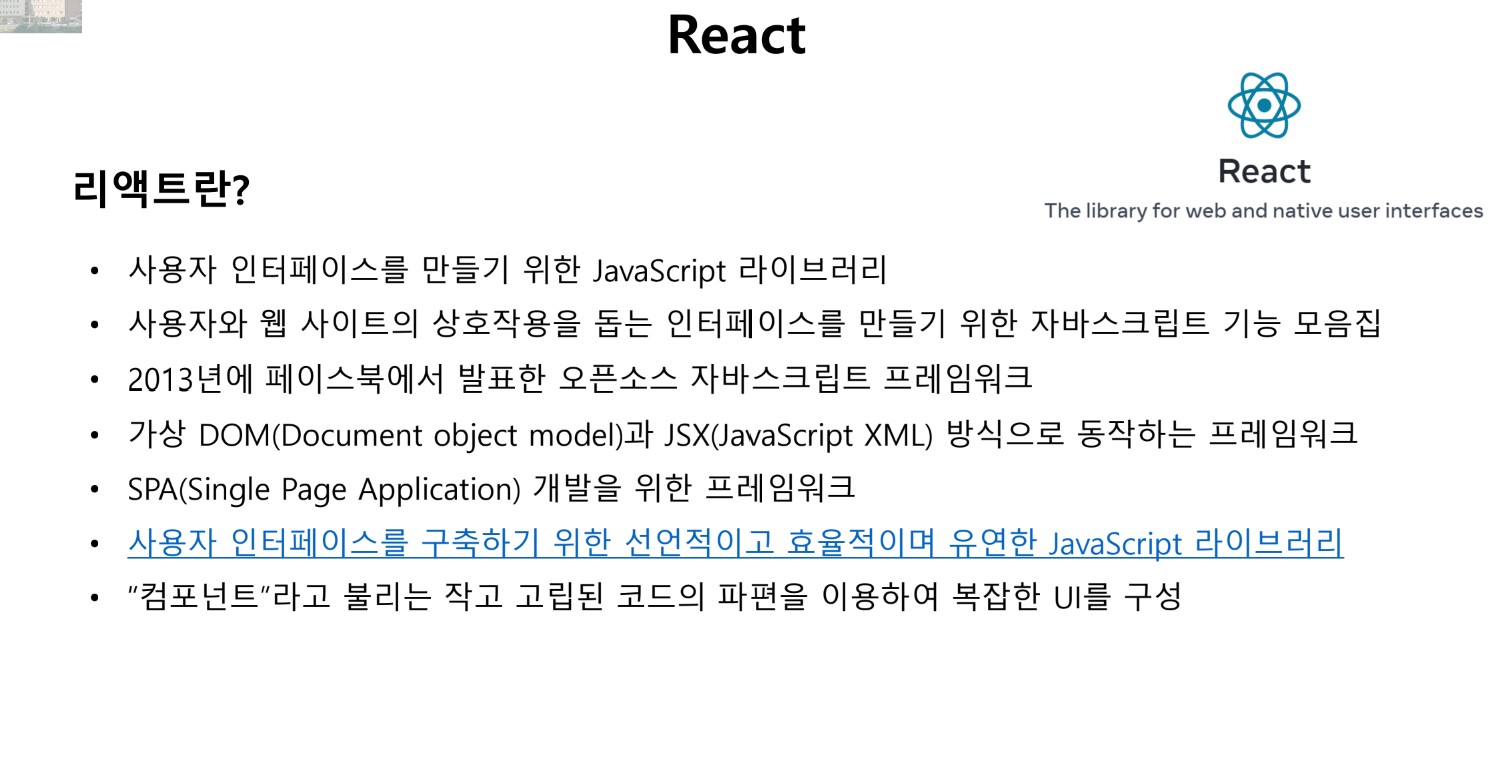 React
React
The library for web and native user interfaces
리액트란?
• 사용자 인터페이스를 만들기 위한 JavaScript 라이브러리
• 사용자와 웹 사이트의 상호작용을 돕는 인터페이스를 만들기 위한 자바스크립트 기능 모음집
• 2013년에 페이스북에서 발표한 오픈소스 자바스크립트 프레임워크
• 가상 DOM(Document object model)과 JSX(JavaScript XML) 방식으로 동작하는 프레임워크
• SPA(Single Page Application) 개발을 위한 프레임워크
• 사용자 인터페이스를 구축하기 위한 선언적이고 효율적이며 유연한 JavaScript 라이브러리
• “컴포넌트”라고 불리는 작고 고립된 코드의 파편을 이용하여 복잡한 UI를 구성